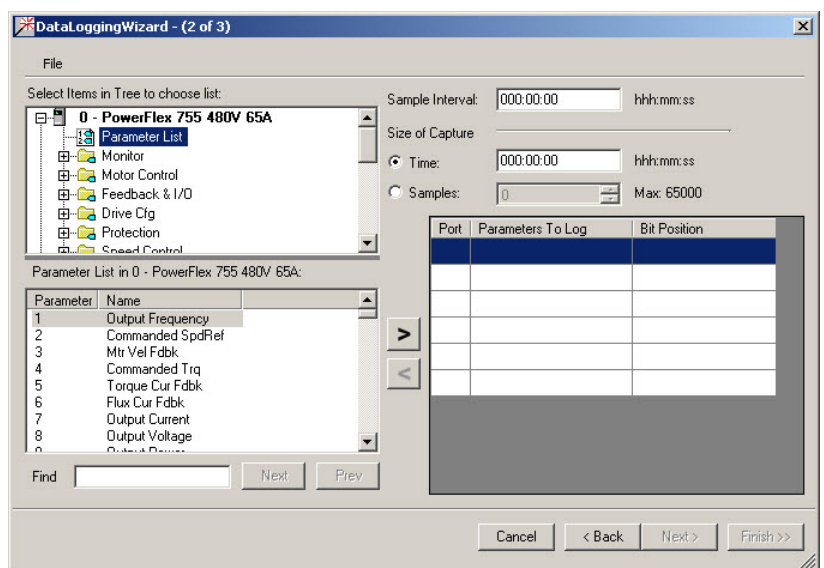 DataLoggingWizard - (2 of 3)
File
Select Items in Tree to choose list:
0 - PowerFlex 755 480V 65A
Parameter List
Monitor
Motor Control
Feedback & I/O
Drive Cfg
Protection
Speed Control
Parameter List in 0 - PowerFlex 755 480V 65A:
Parameter Name
1 Output Frequency
2 Commanded SpdRef
3 Mtr Vel Fdbk
4 Commanded Trq
5 Torque Cur Fdbk
6 Flux Cur Fdbk
7 Output Current
8 Output Voltage
9 Output Power
Find
Next
Prev
Sample Interval: 000:00:00 hhh:mm:ss
Size of Capture
Time: 000:00:00 hhh:mm:ss
Samples: 0 Max: 65000
>
<
Port Parameters To Log Bit Position
Cancel
< Back
Next >
Finish >>